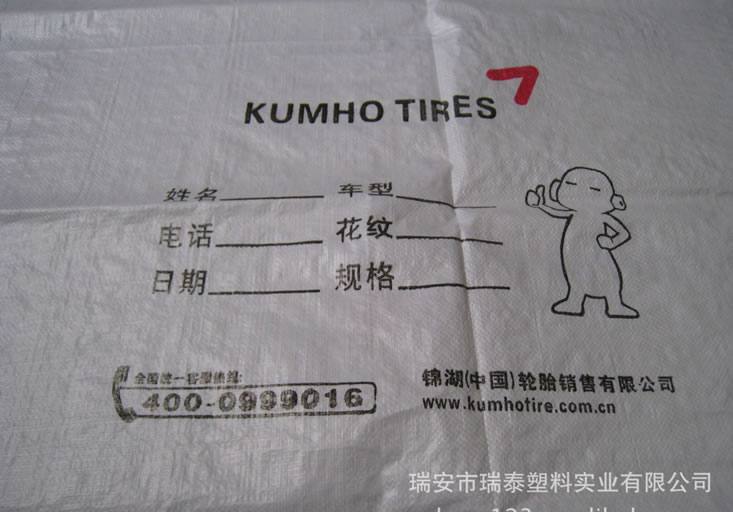 KUMHO TIRES
姓名 车型
电话 花纹
日期 规格
全国统一客服热线:
400-0999016
锦湖(中国)轮胎销售有限公司
www.kumhotire.com.cn
瑞安市瑞泰塑料实业有限公司